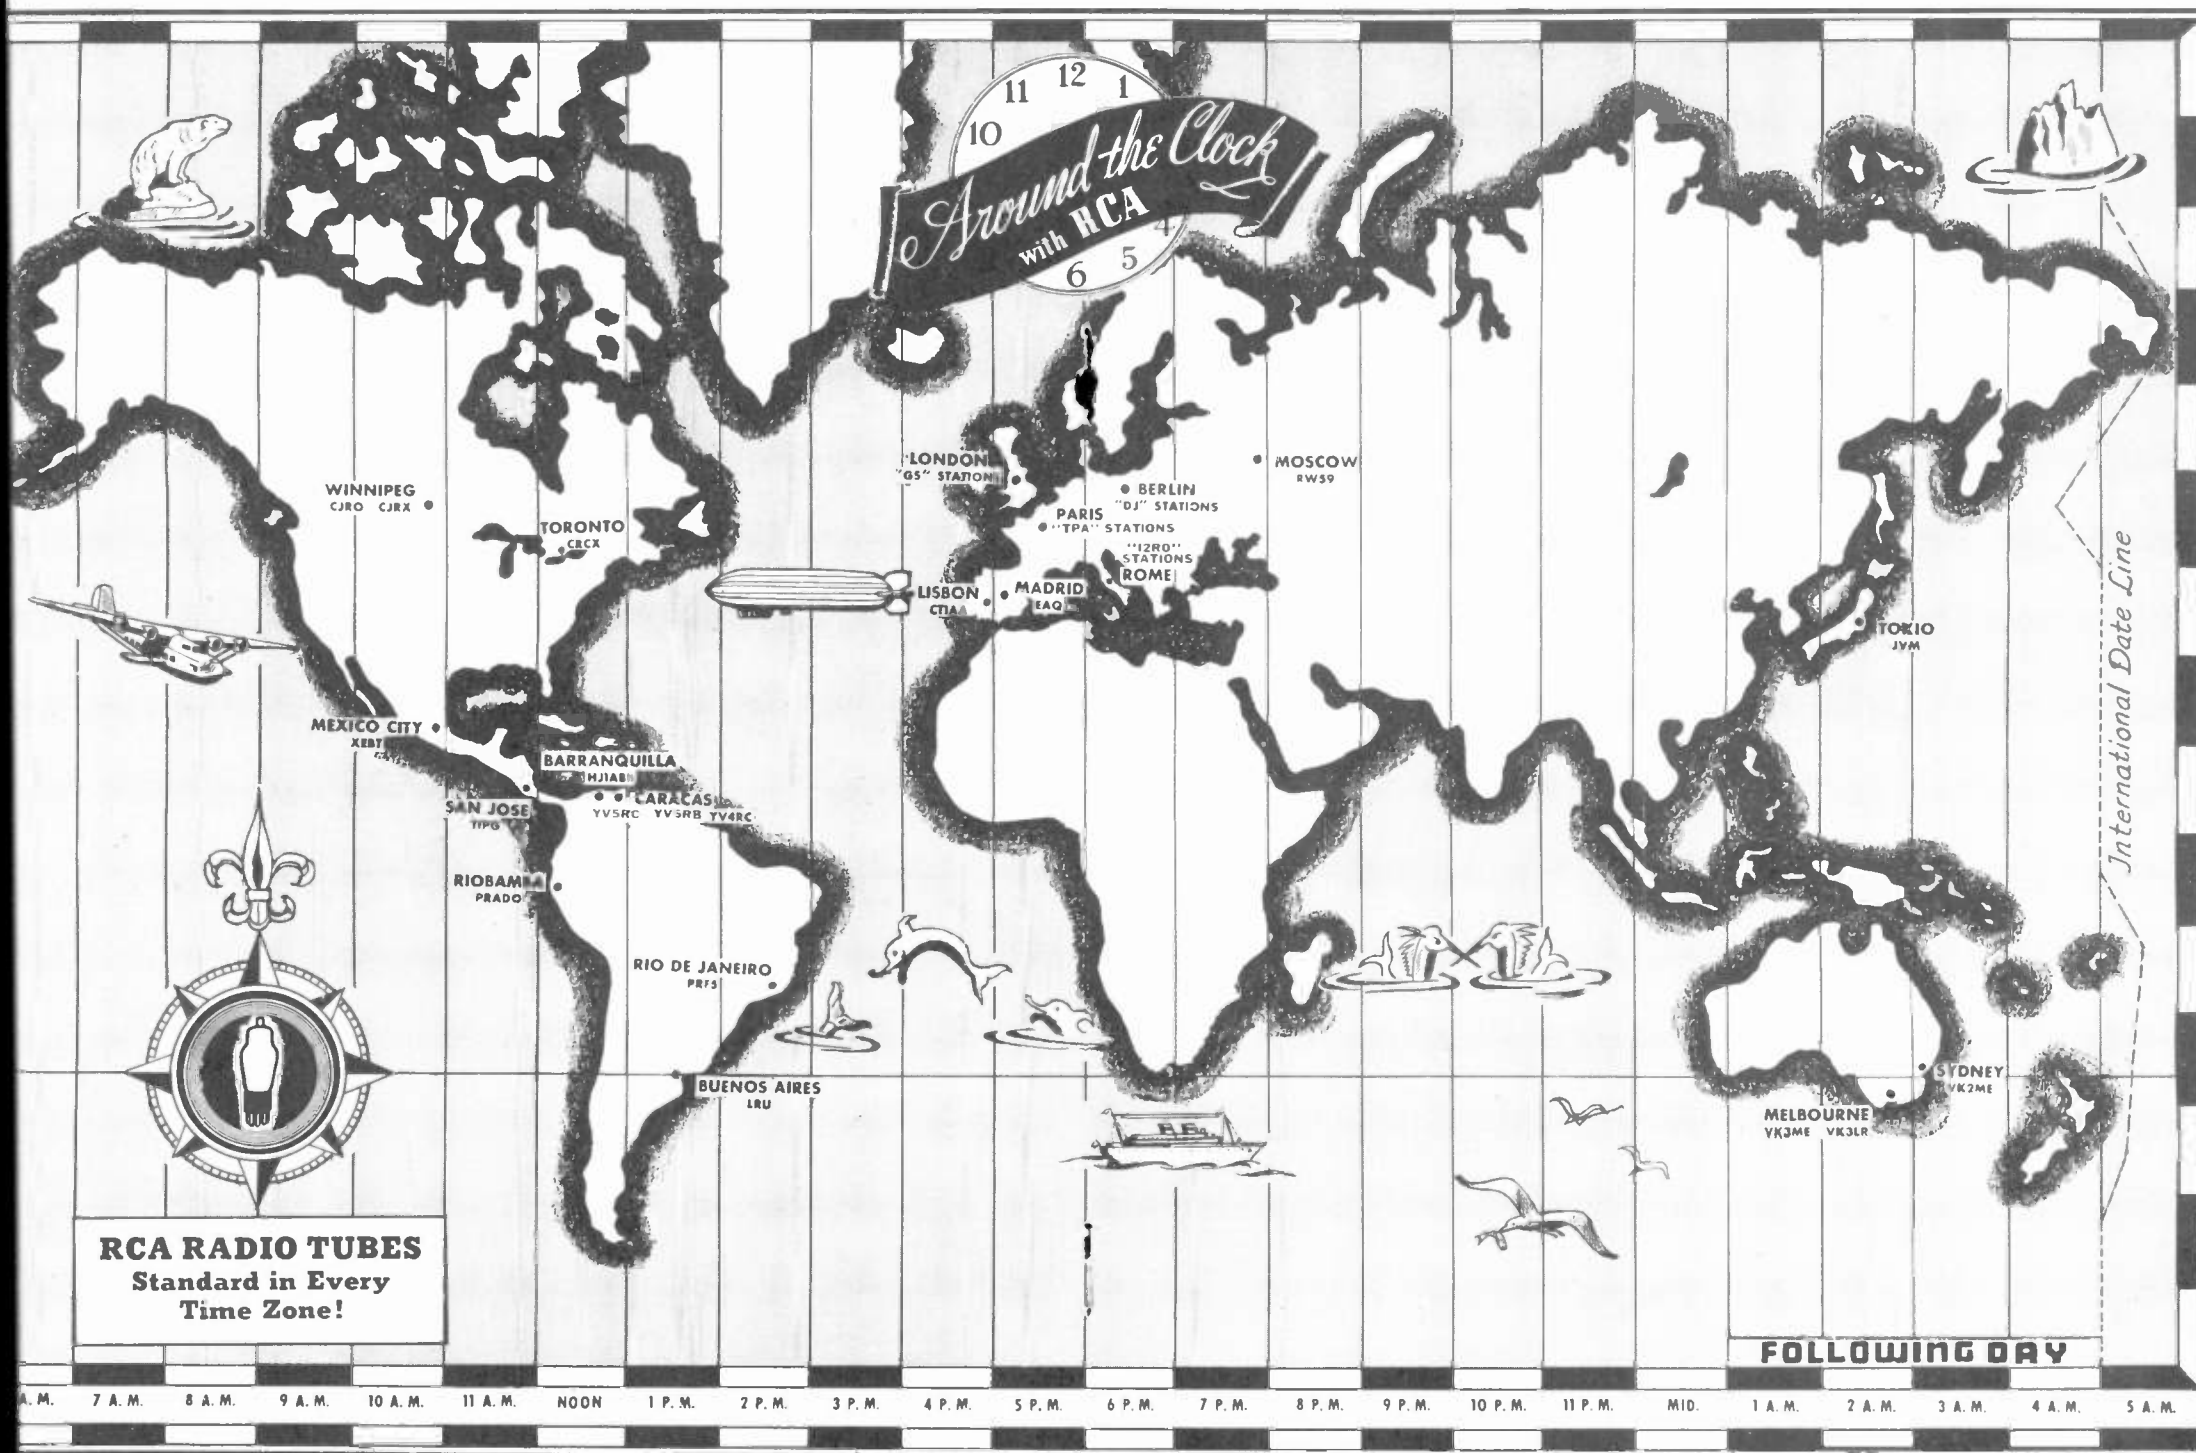 12
11
1
10
Around the Clock
with RCA
4
5
6
LONDON
"GS" STATION
MOSCOW
RW59
WINNIPEG
CJRO CJRX
BERLIN
"DJ" STATIONS
PARIS
"TPA" STATIONS
TORONTO
CRCX
"I2RO"
STATIONS
ROME
LISBON
CT1AA
MADRID
EAQ
TOKIO
JVM
International Date Line
MEXICO CITY
XEBT
BARRANQUILLA
HJ1ABB
SAN JOSE
TIPG
CARACAS
YV5RC YV5RB YV4RC
RIOBAMBA
PRADO
RIO DE JANEIRO
PRF5
BUENOS AIRES
LRU
SYDNEY
VK2ME
MELBOURNE
VK3ME VK3LR
RCA RADIO TUBES
Standard in Every
Time Zone!
FOLLOWING DAY
A. M. 7 A. M. 8 A. M. 9 A. M. 10 A. M. 11 A. M. NOON 1 P. M. 2 P. M. 3 P. M. 4 P. M. 5 P. M. 6 P. M. 7 P. M. 8 P. M. 9 P. M. 10 P. M. 11 P. M. MID. 1 A. M. 2 A. M. 3 A. M. 4 A. M. 5 A. M.